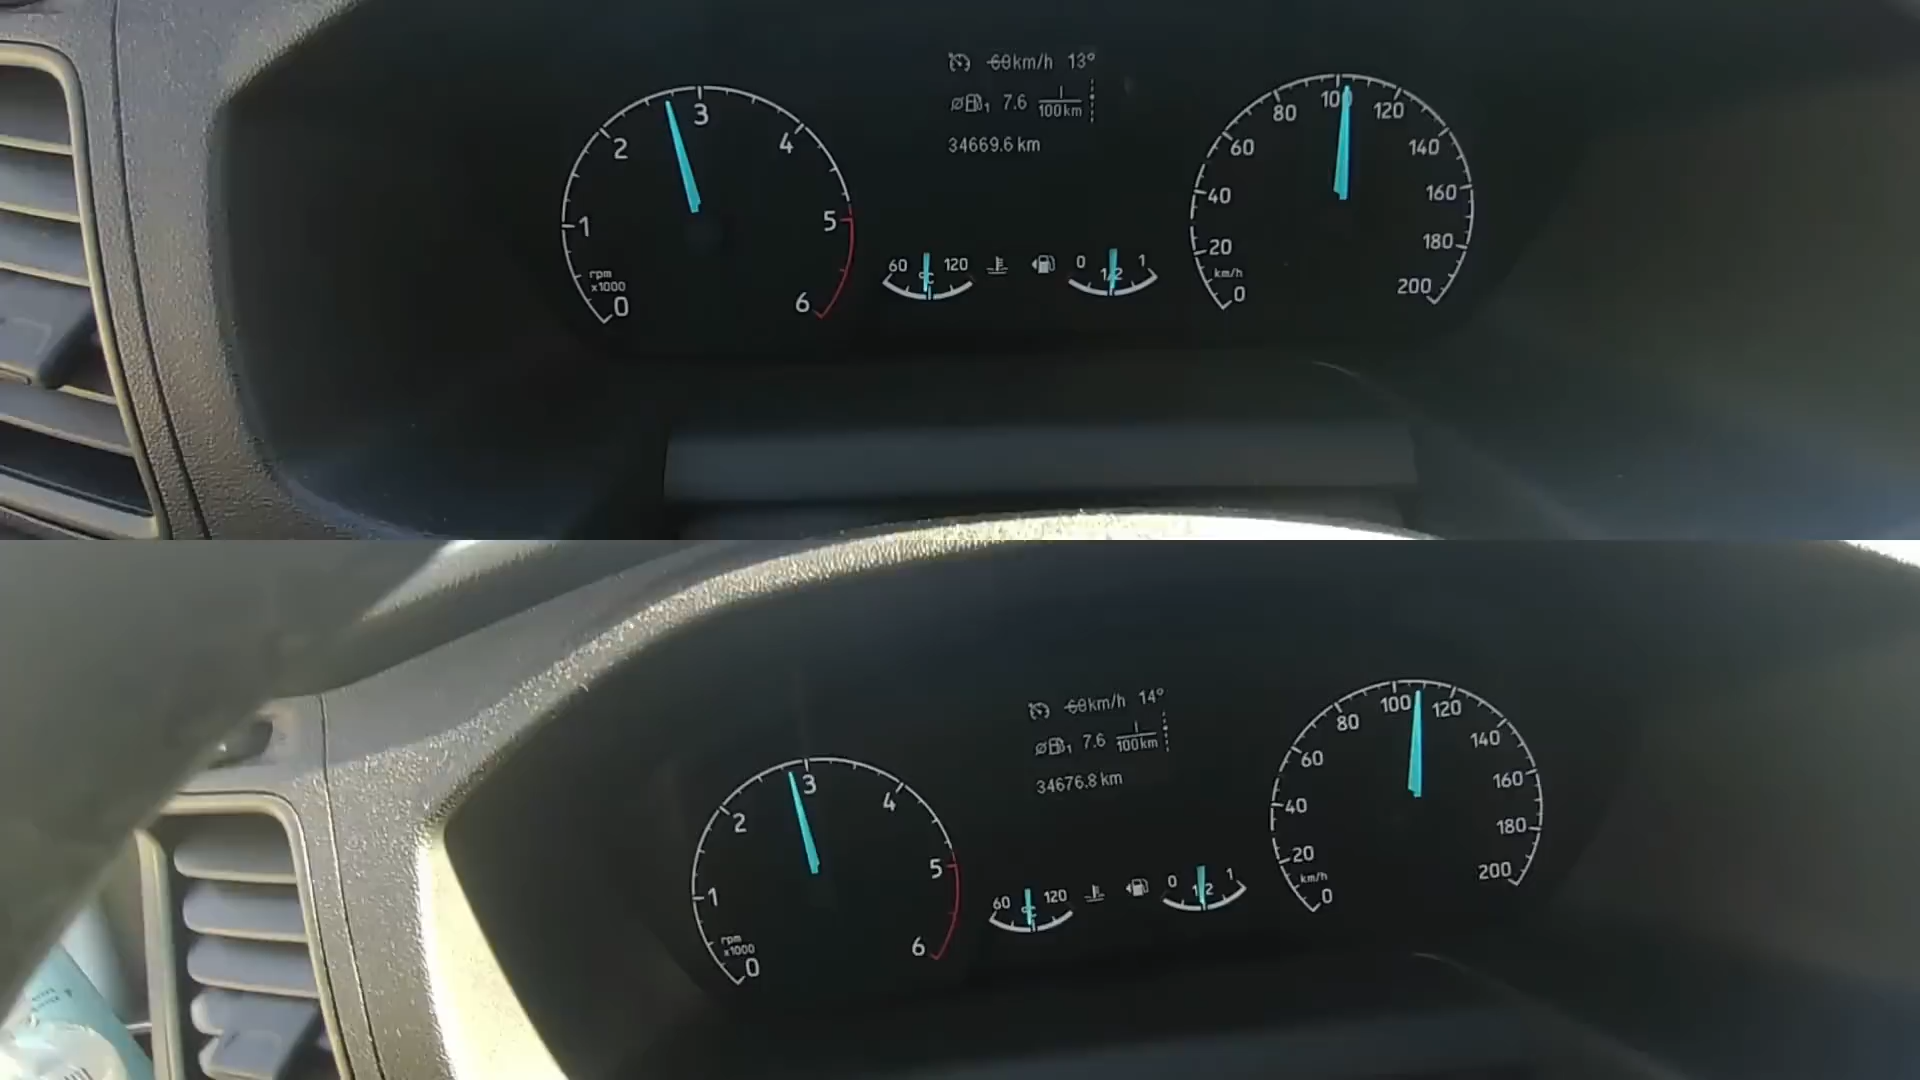 60km/h 13°
⌀ 1 7.6 l/100km
34669.6 km
0 1 2 3 4 5 6
rpm x1000
60 °C 120
0 1/2 1
0 20 40 60 80 100 120 140 160 180 200
km/h
60km/h 14°
⌀ 1 7.6 l/100km
34676.8 km
0 1 2 3 4 5 6
rpm x1000
60 °C 120
0 1/2 1
0 20 40 60 80 100 120 140 160 180 200
km/h